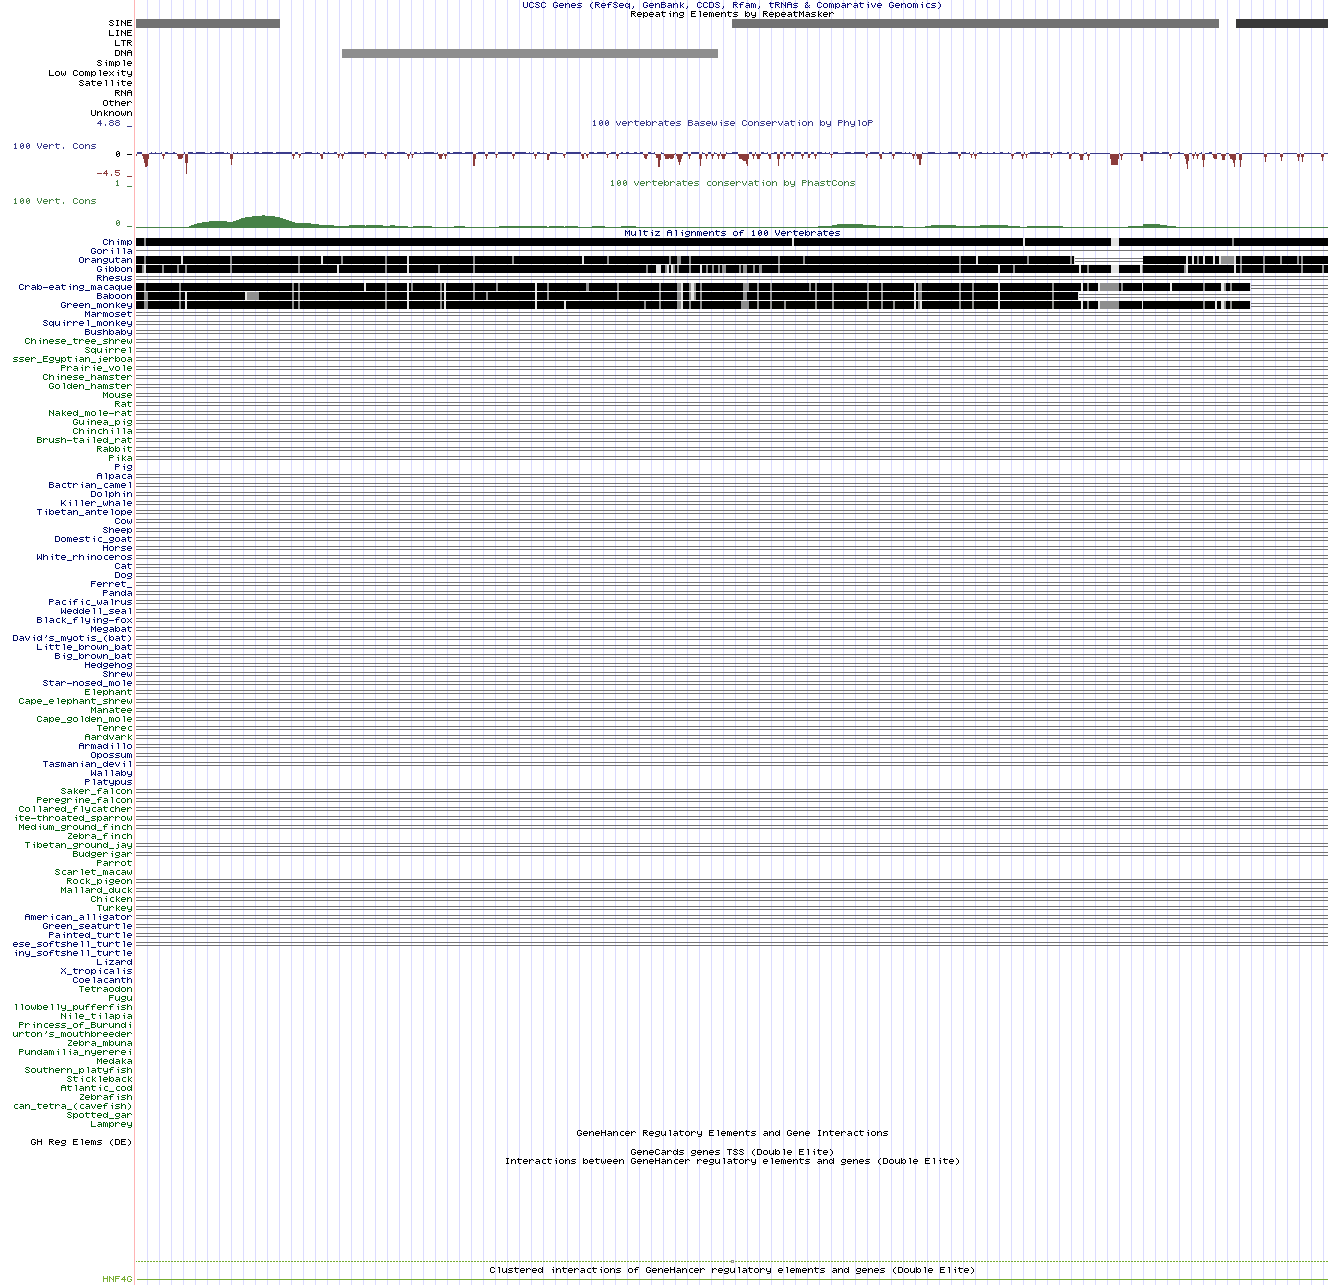 UCSC Genes (RefSeq, GenBank, CCDS, Rfam, tRNAs & Comparative Genomics)
Repeating Elements by RepeatMasker
SINE
LINE
LTR
DNA
Simple
Low Complexity
Satellite
RNA
Other
Unknown
4.88 _
100 vertebrates Basewise Conservation by PhyloP
100 Vert. Cons
0 _
-4.5 _
1 _
100 vertebrates conservation by PhastCons
100 Vert. Cons
0 _
Multiz Alignments of 100 Vertebrates
Chimp
Gorilla
Orangutan
Gibbon
Rhesus
Crab-eating_macaque
Baboon
Green_monkey
Marmoset
Squirrel_monkey
Bushbaby
Chinese_tree_shrew
Squirrel
sser_Egyptian_jerboa
Prairie_vole
Chinese_hamster
Golden_hamster
Mouse
Rat
Naked_mole-rat
Guinea_pig
Chinchilla
Brush-tailed_rat
Rabbit
Pika
Pig
Alpaca
Bactrian_camel
Dolphin
Killer_whale
Tibetan_antelope
Cow
Sheep
Domestic_goat
Horse
White_rhinoceros
Cat
Dog
Ferret_
Panda
Pacific_walrus
Weddell_seal
Black_flying-fox
Megabat
David's_myotis_(bat)
Little_brown_bat
Big_brown_bat
Hedgehog
Shrew
Star-nosed_mole
Elephant
Cape_elephant_shrew
Manatee
Cape_golden_mole
Tenrec
Aardvark
Armadillo
Opossum
Tasmanian_devil
Wallaby
Platypus
Saker_falcon
Peregrine_falcon
Collared_flycatcher
ite-throated_sparrow
Medium_ground_finch
Zebra_finch
Tibetan_ground_jay
Budgerigar
Parrot
Scarlet_macaw
Rock_pigeon
Mallard_duck
Chicken
Turkey
American_alligator
Green_seaturtle
Painted_turtle
ese_softshell_turtle
iny_softshell_turtle
Lizard
X_tropicalis
Coelacanth
Tetraodon
Fugu
llowbelly_pufferfish
Nile_tilapia
Princess_of_Burundi
urton's_mouthbreeder
Zebra_mbuna
Pundamilia_nyererei
Medaka
Southern_platyfish
Stickleback
Atlantic_cod
Zebrafish
can_tetra_(cavefish)
Spotted_gar
Lamprey
GeneHancer Regulatory Elements and Gene Interactions
GH Reg Elems (DE)
GeneCards genes TSS (Double Elite)
Interactions between GeneHancer regulatory elements and genes (Double Elite)
Clustered interactions of GeneHancer regulatory elements and genes (Double Elite)
HNF4G